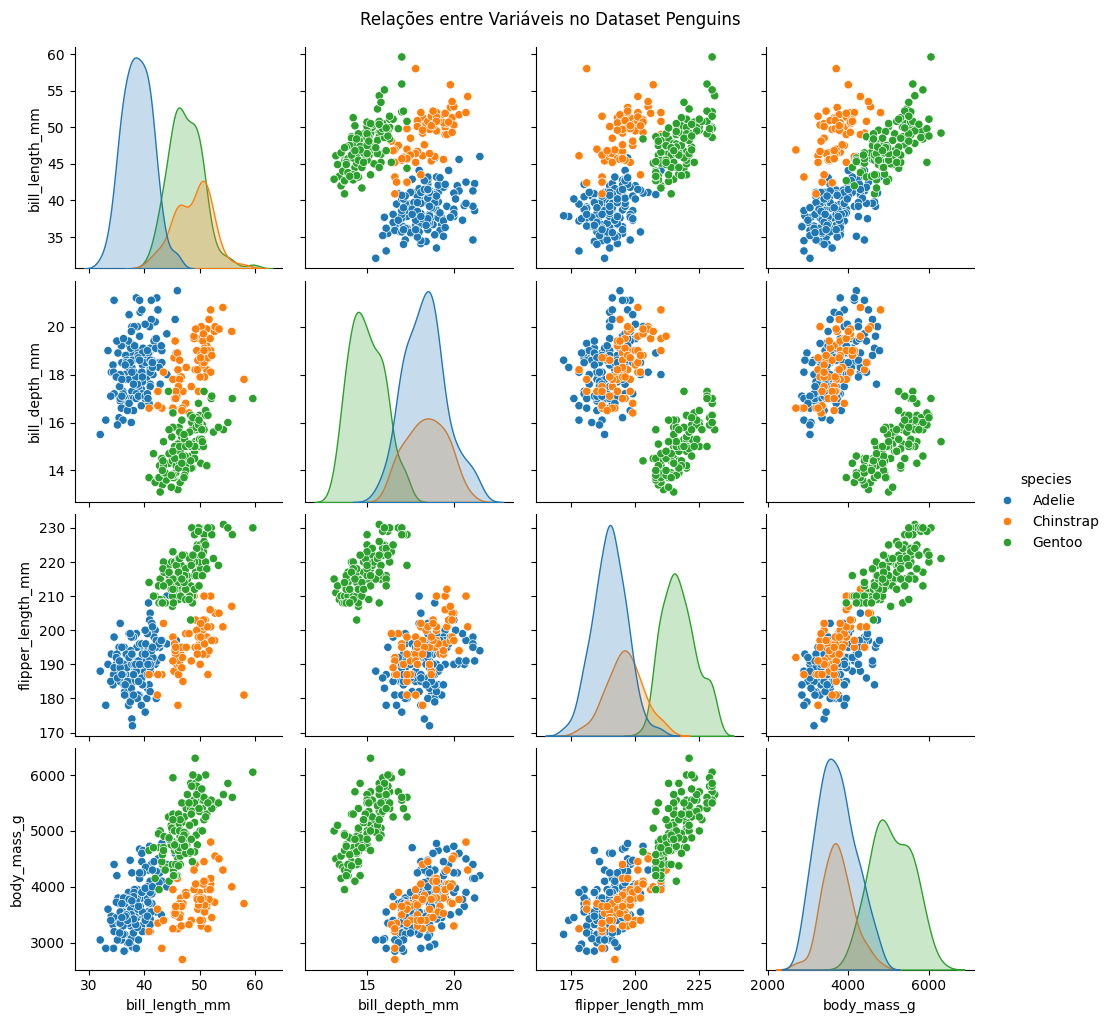 Relações entre Variáveis no Dataset Penguins
60
55
50
45
40
35
bill_length_mm
20
18
16
14
bill_depth_mm
species
Adelie
Chinstrap
Gentoo
230
220
210
200
190
180
170
flipper_length_mm
6000
5000
4000
3000
body_mass_g
30 40 50 60
15 20
175 200 225
2000 4000 6000
bill_length_mm bill_depth_mm flipper_length_mm body_mass_g